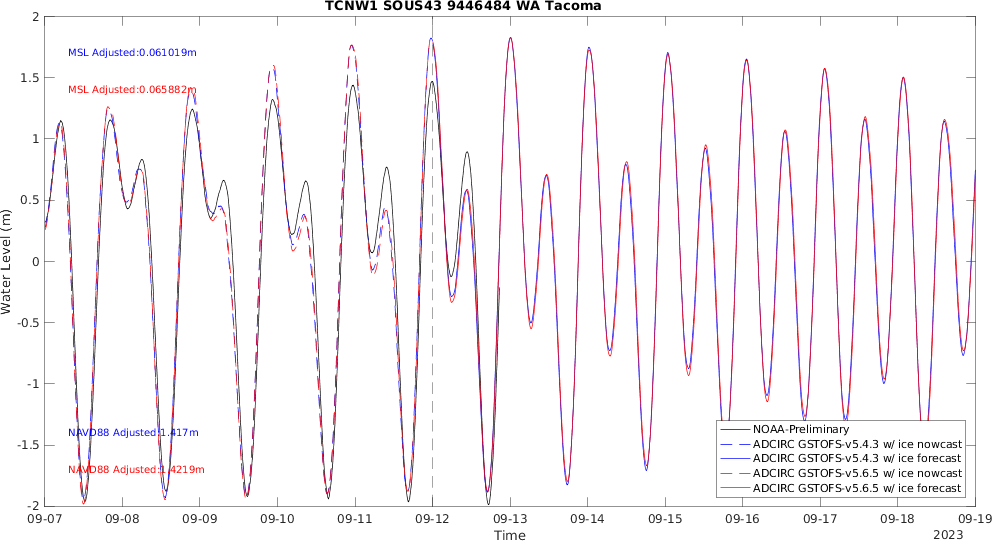 TCNW1 SOUS43 9446484 WA Tacoma
2
1.5
1
0.5
0
-0.5
-1
-1.5
-2
Water Level (m)
MSL Adjusted:0.061019m
MSL Adjusted:0.065882m
NAVD88 Adjusted:1.417m
NAVD88 Adjusted:1.4219m
NOAA-Preliminary
ADCIRC GSTOFS-v5.4.3 w/ ice nowcast
ADCIRC GSTOFS-v5.4.3 w/ ice forecast
ADCIRC GSTOFS-v5.6.5 w/ ice nowcast
ADCIRC GSTOFS-v5.6.5 w/ ice forecast
09-07 09-08 09-09 09-10 09-11 09-12 09-13 09-14 09-15 09-16 09-17 09-18 09-19
Time
2023